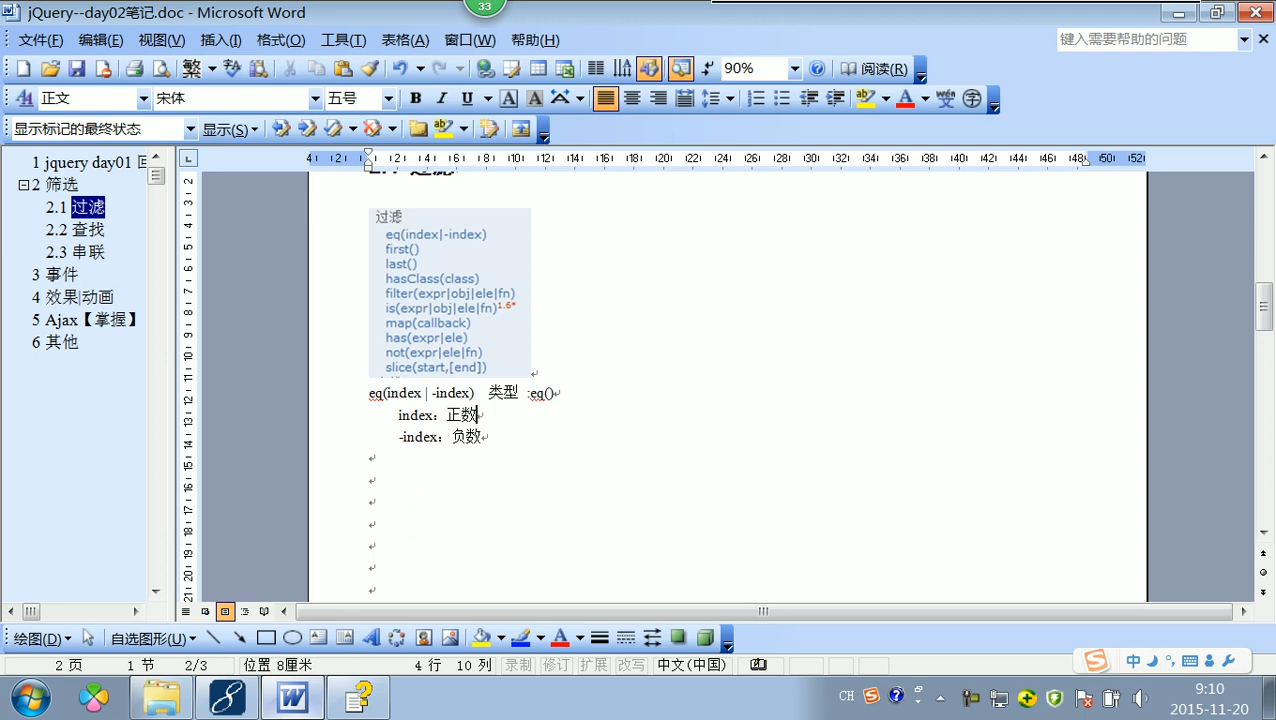 jQuery--day02笔记.doc - Microsoft Word
33
文件(F) 编辑(E) 视图(V) 插入(I) 格式(O) 工具(T) 表格(A) 窗口(W) 帮助(H)
键入需要帮助的问题
繁 90% 阅读(R)
正文 宋体 五号 B I U A A A wén 字
显示标记的最终状态 显示(S)
1 jquery day01
2 筛选
2.1 过滤
2.2 查找
2.3 串联
3 事件
4 效果|动画
5 Ajax【掌握】
6 其他
过滤
eq(index|-index)
first()
last()
hasClass(class)
filter(expr|obj|ele|fn)
is(expr|obj|ele|fn)1.6*
map(callback)
has(expr|ele)
not(expr|ele|fn)
slice(start,[end])
eq(index | -index) 类型 :eq()
index：正数
-index：负数
绘图(D) 自选图形(U)
2 页 1 节 2/3 位置 8厘米 4 行 10 列 录制 修订 扩展 改写 中文(中国)
中
CH
9:10
2015-11-20